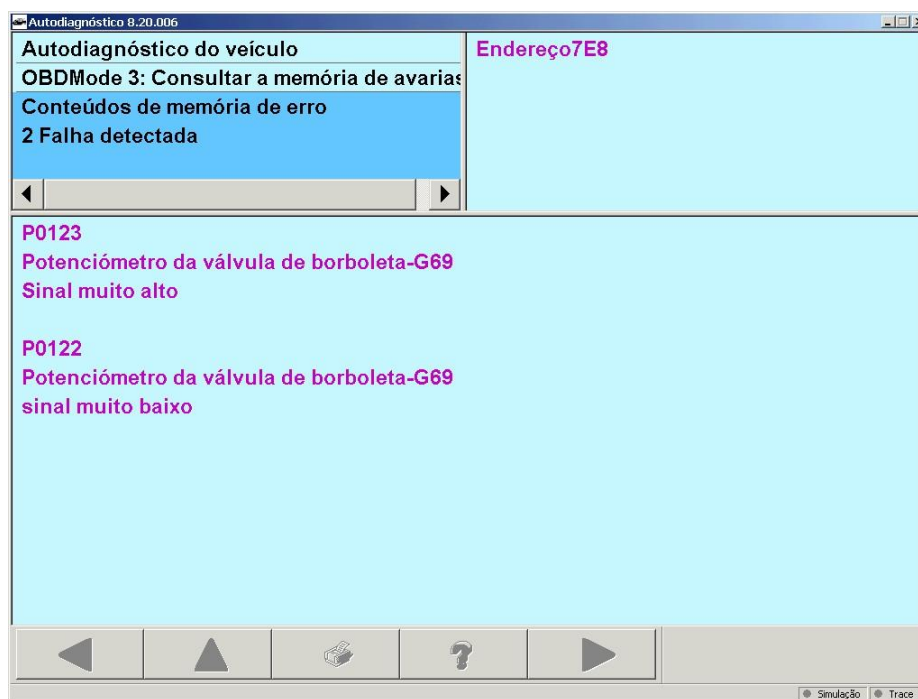 Autodiagnóstico 8.20.006
Autodiagnóstico do veículo
OBDMode 3: Consultar a memória de avarias
Conteúdos de memória de erro
2 Falha detectada
Endereço7E8
P0123
Potenciómetro da válvula de borboleta-G69
Sinal muito alto
P0122
Potenciómetro da válvula de borboleta-G69
sinal muito baixo
Simulação
Trace